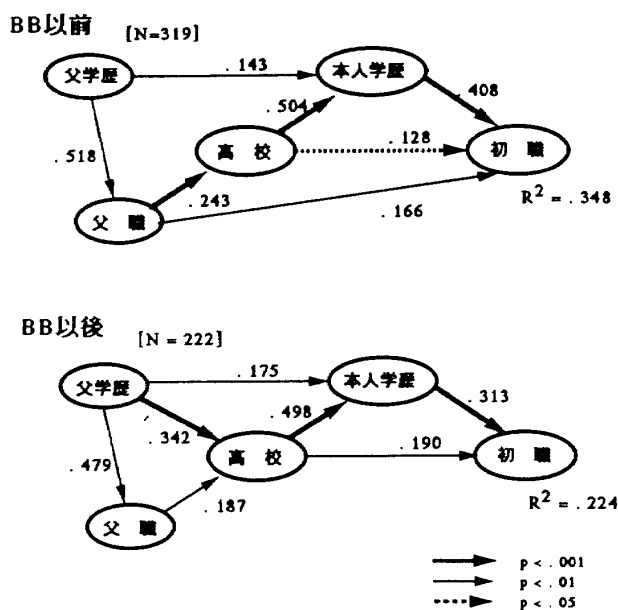 BB以前 [N=319]
父学歴
.143
本人学歴
.408
.504
.518
高校
.128
初職
.243
.166
R² = .348
父職
BB以後 [N = 222]
父学歴
.175
本人学歴
.313
.342
.498
.479
高校
.190
初職
.187
R² = .224
父職
p < .001
p < .01
p < .05